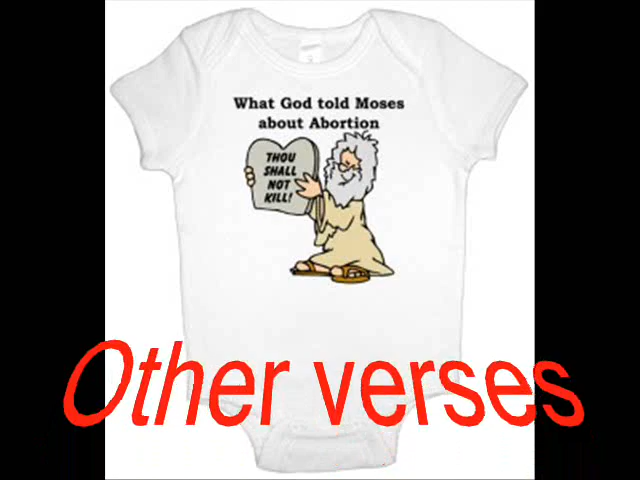 What God told Moses
about Abortion
THOU
SHALL
NOT
KILL!
Other verses